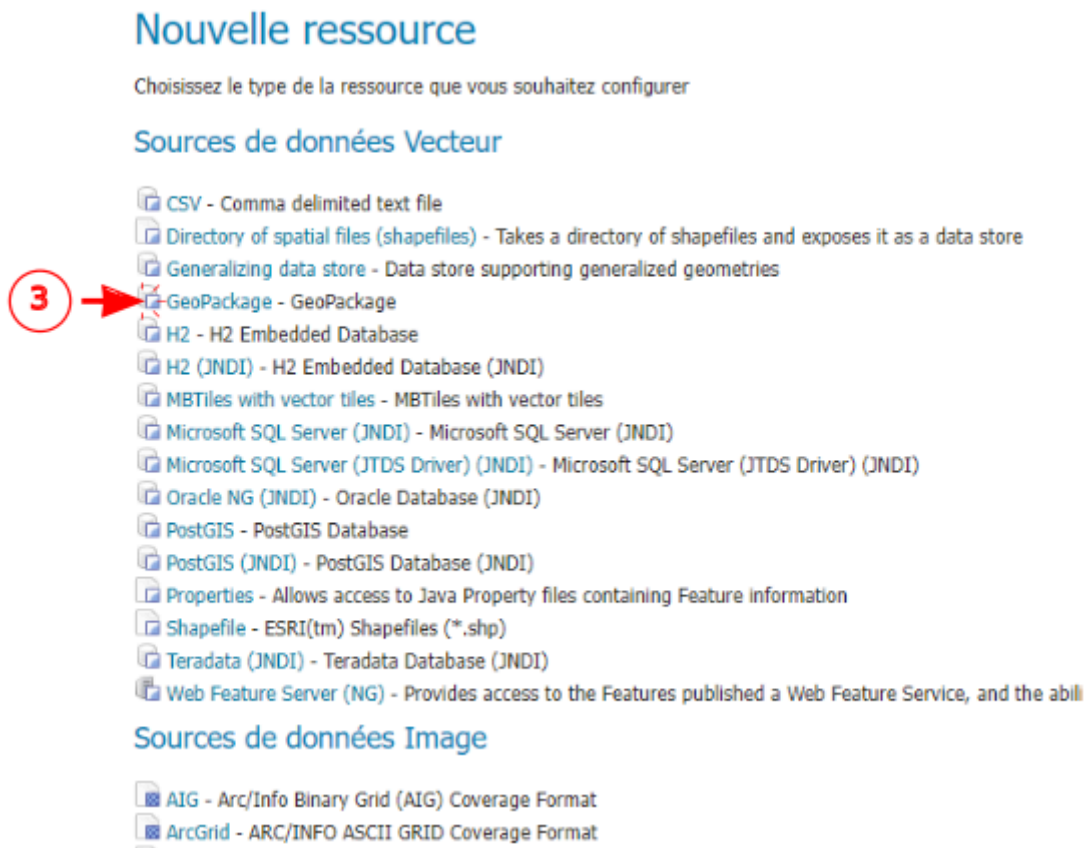 Nouvelle ressource
Choisissez le type de la ressource que vous souhaitez configurer
Sources de données Vecteur
CSV - Comma delimited text file
Directory of spatial files (shapefiles) - Takes a directory of shapefiles and exposes it as a data store
Generalizing data store - Data store supporting generalized geometries
3 GeoPackage - GeoPackage
H2 - H2 Embedded Database
H2 (JNDI) - H2 Embedded Database (JNDI)
MBTiles with vector tiles - MBTiles with vector tiles
Microsoft SQL Server (JNDI) - Microsoft SQL Server (JNDI)
Microsoft SQL Server (JTDS Driver) (JNDI) - Microsoft SQL Server (JTDS Driver) (JNDI)
Oracle NG (JNDI) - Oracle Database (JNDI)
PostGIS - PostGIS Database
PostGIS (JNDI) - PostGIS Database (JNDI)
Properties - Allows access to Java Property files containing Feature information
Shapefile - ESRI(tm) Shapefiles (*.shp)
Teradata (JNDI) - Teradata Database (JNDI)
Web Feature Server (NG) - Provides access to the Features published a Web Feature Service, and the abili
Sources de données Image
AIG - Arc/Info Binary Grid (AIG) Coverage Format
ArcGrid - ARC/INFO ASCII GRID Coverage Format